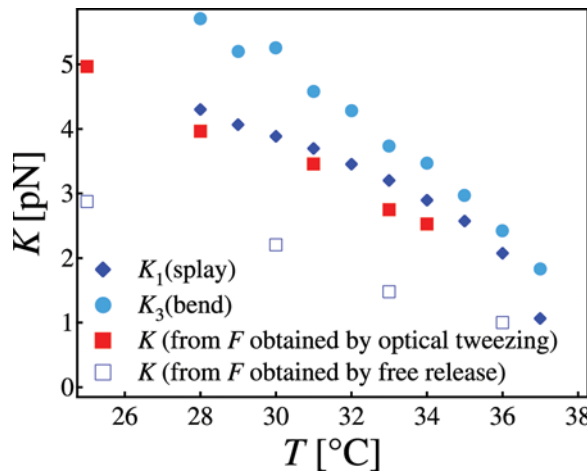 5
4
3
2
1
0
K [pN]
K₁(splay)
K₃(bend)
K (from F obtained by optical tweezing)
K (from F obtained by free release)
26 28 30 32 34 36 38
T [°C]